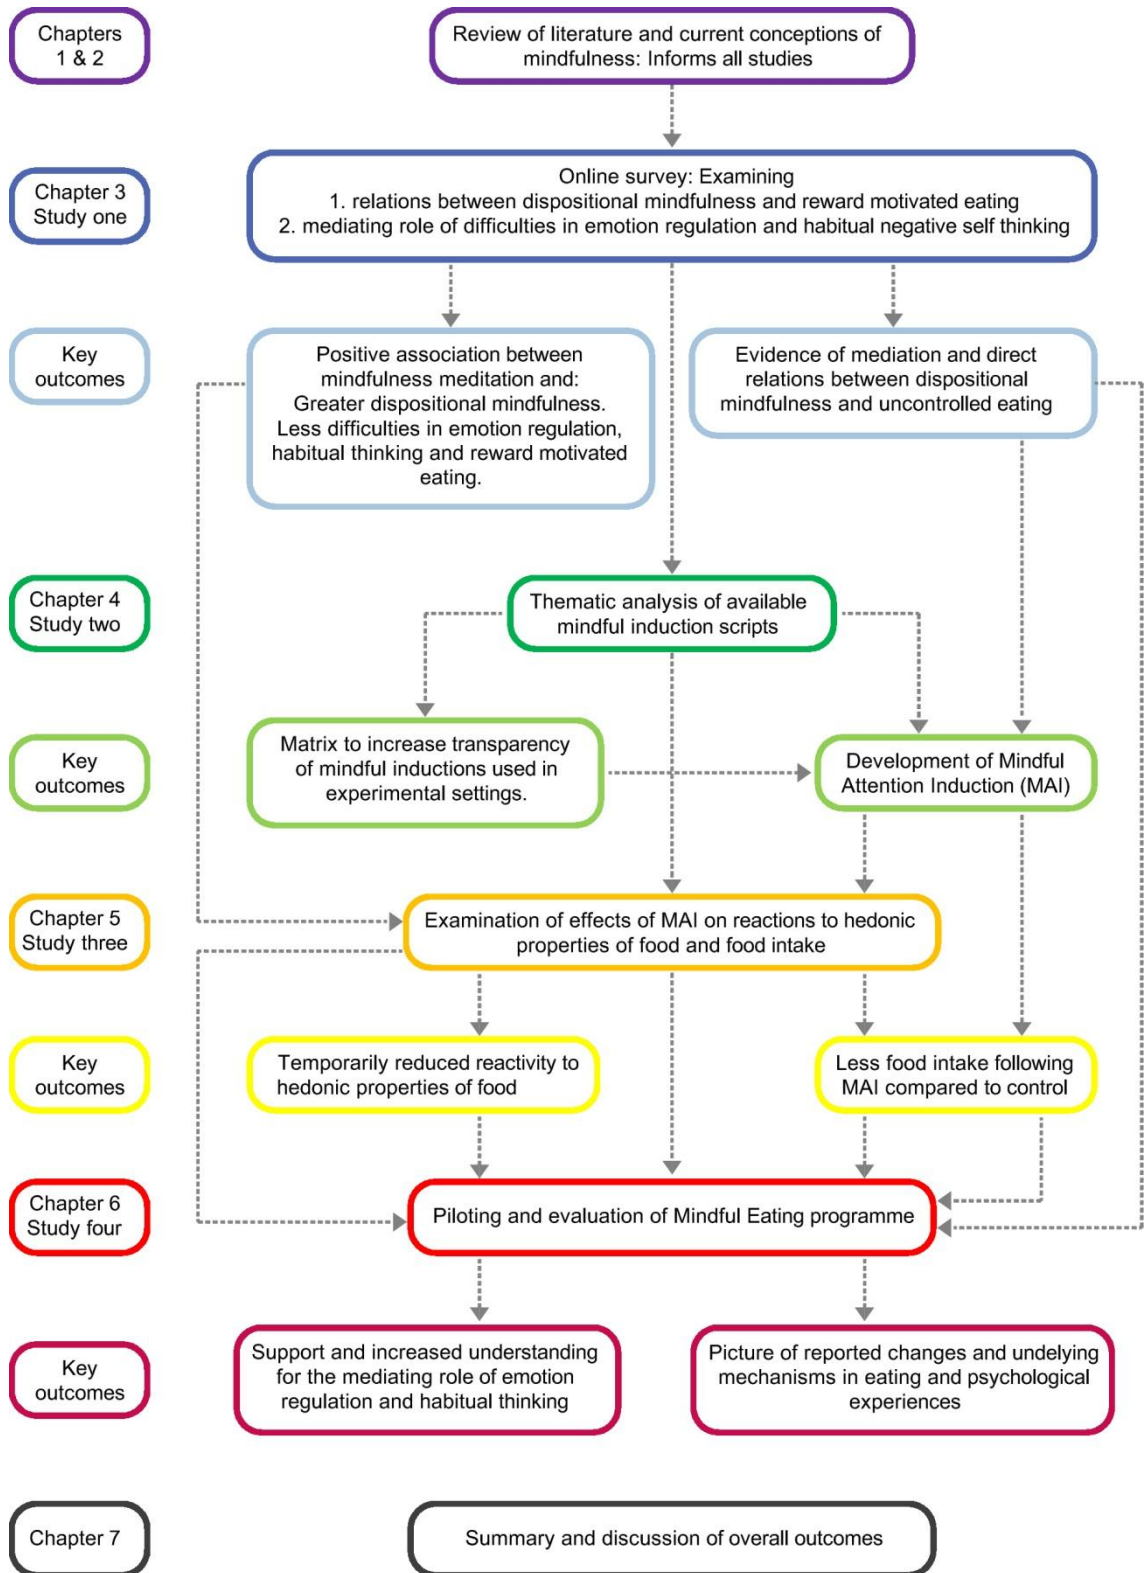 Chapters
1 & 2
Review of literature and current conceptions of
mindfulness: Informs all studies
Chapter 3
Study one
Online survey: Examining
1. relations between dispositional mindfulness and reward motivated eating
2. mediating role of difficulties in emotion regulation and habitual negative self thinking
Key
outcomes
Positive association between
mindfulness meditation and:
Greater dispositional mindfulness.
Less difficulties in emotion regulation,
habitual thinking and reward motivated
eating.
Evidence of mediation and direct
relations between dispositional
mindfulness and uncontrolled eating
Chapter 4
Study two
Thematic analysis of available
mindful induction scripts
Key
outcomes
Matrix to increase transparency
of mindful inductions used in
experimental settings.
Development of Mindful
Attention Induction (MAI)
Chapter 5
Study three
Examination of effects of MAI on reactions to hedonic
properties of food and food intake
Key
outcomes
Temporarily reduced reactivity to
hedonic properties of food
Less food intake following
MAI compared to control
Chapter 6
Study four
Piloting and evaluation of Mindful Eating programme
Key
outcomes
Support and increased understanding
for the mediating role of emotion
regulation and habitual thinking
Picture of reported changes and undelying
mechanisms in eating and psychological
experiences
Chapter 7
Summary and discussion of overall outcomes